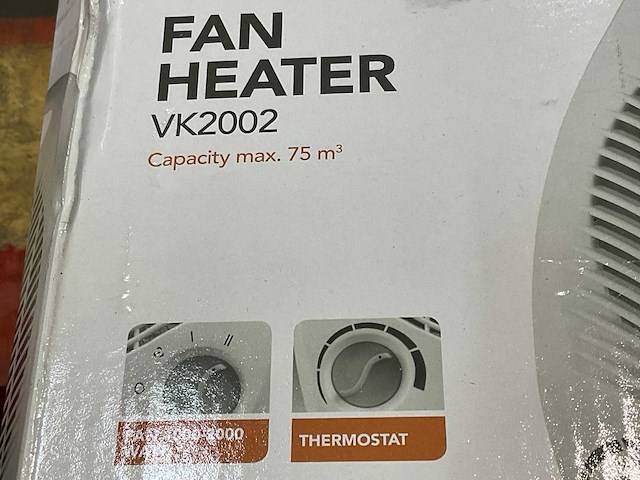 FAN
HEATER
VK2002
Capacity max. 75 m³
THERMOSTAT